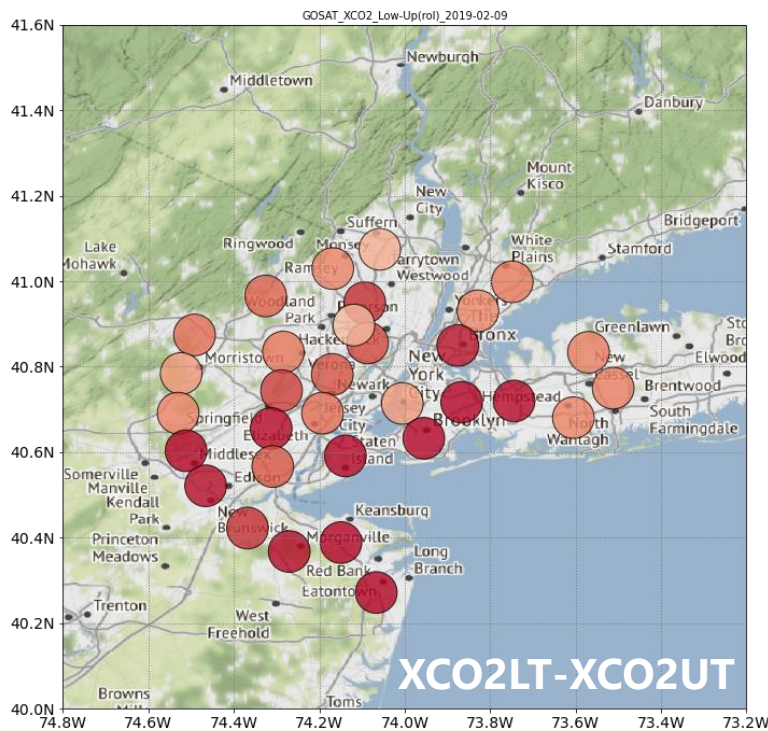 GOSAT_XCO2_Low-Up(rol)_2019-02-09
41.6N
41.4N
41.2N
41.0N
40.8N
40.6N
40.4N
40.2N
40.0N
Newburgh
Middletown
Danbury
Mount
Kisco
New
City
Suffern
Bridgeport
Ringwood
Monsey
White
Plains
Stamford
Lake
Mohawk
Ramsey
Tarrytown
Westwood
Woodland
Park
Yonkers
The
Bronx
Greenlawn
Morristown
Verona
New
York
City
New
Cassel
Elwood
Newark
Hempstead
Brentwood
Springfield
Jersey
City
Brooklyn
North
Wantagh
South
Farmingdale
Elizabeth
Staten
Island
Middlesex
Somerville
Manville
Edison
Kendall
Park
New
Brunswick
Keansburg
Princeton
Meadows
Morganville
Long
Branch
Red Bank
Eatontown
Trenton
West
Freehold
Browns
Toms
XCO2LT-XCO2UT
74.8W 74.6W 74.4W 74.2W 74.0W 73.8W 73.6W 73.4W 73.2W